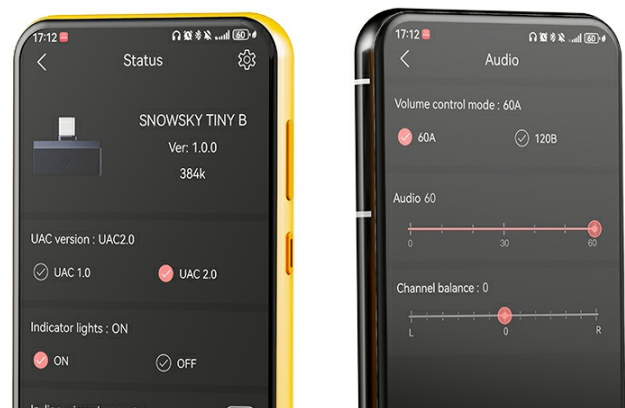 17:12
60
Status
SNOWSKY TINY B
Ver: 1.0.0
384k
UAC version : UAC2.0
UAC 1.0
UAC 2.0
Indicator lights : ON
ON
OFF
17:12
60
Audio
Volume control mode : 60A
60A
120B
Audio 60
0
30
60
Channel balance : 0
L
0
R